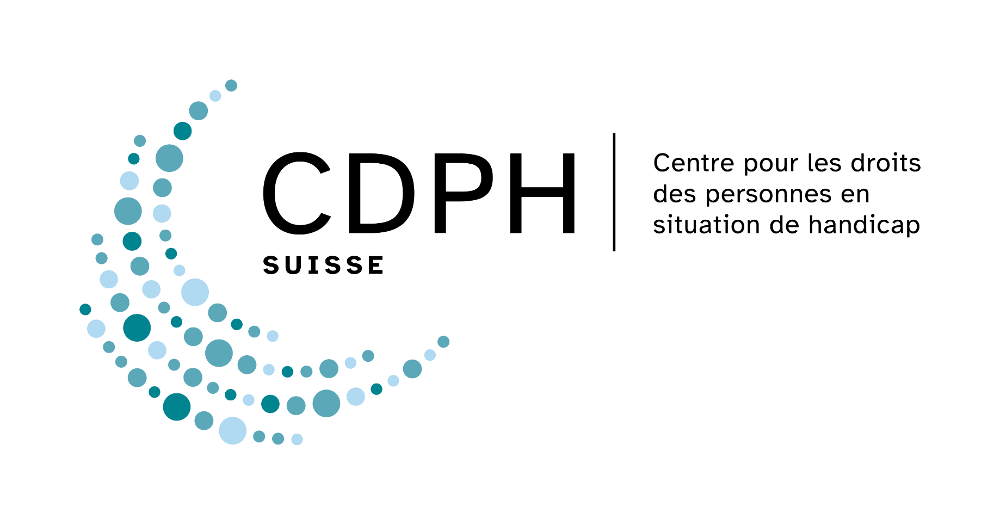 CDPH
SUISSE
Centre pour les droits
des personnes en
situation de handicap